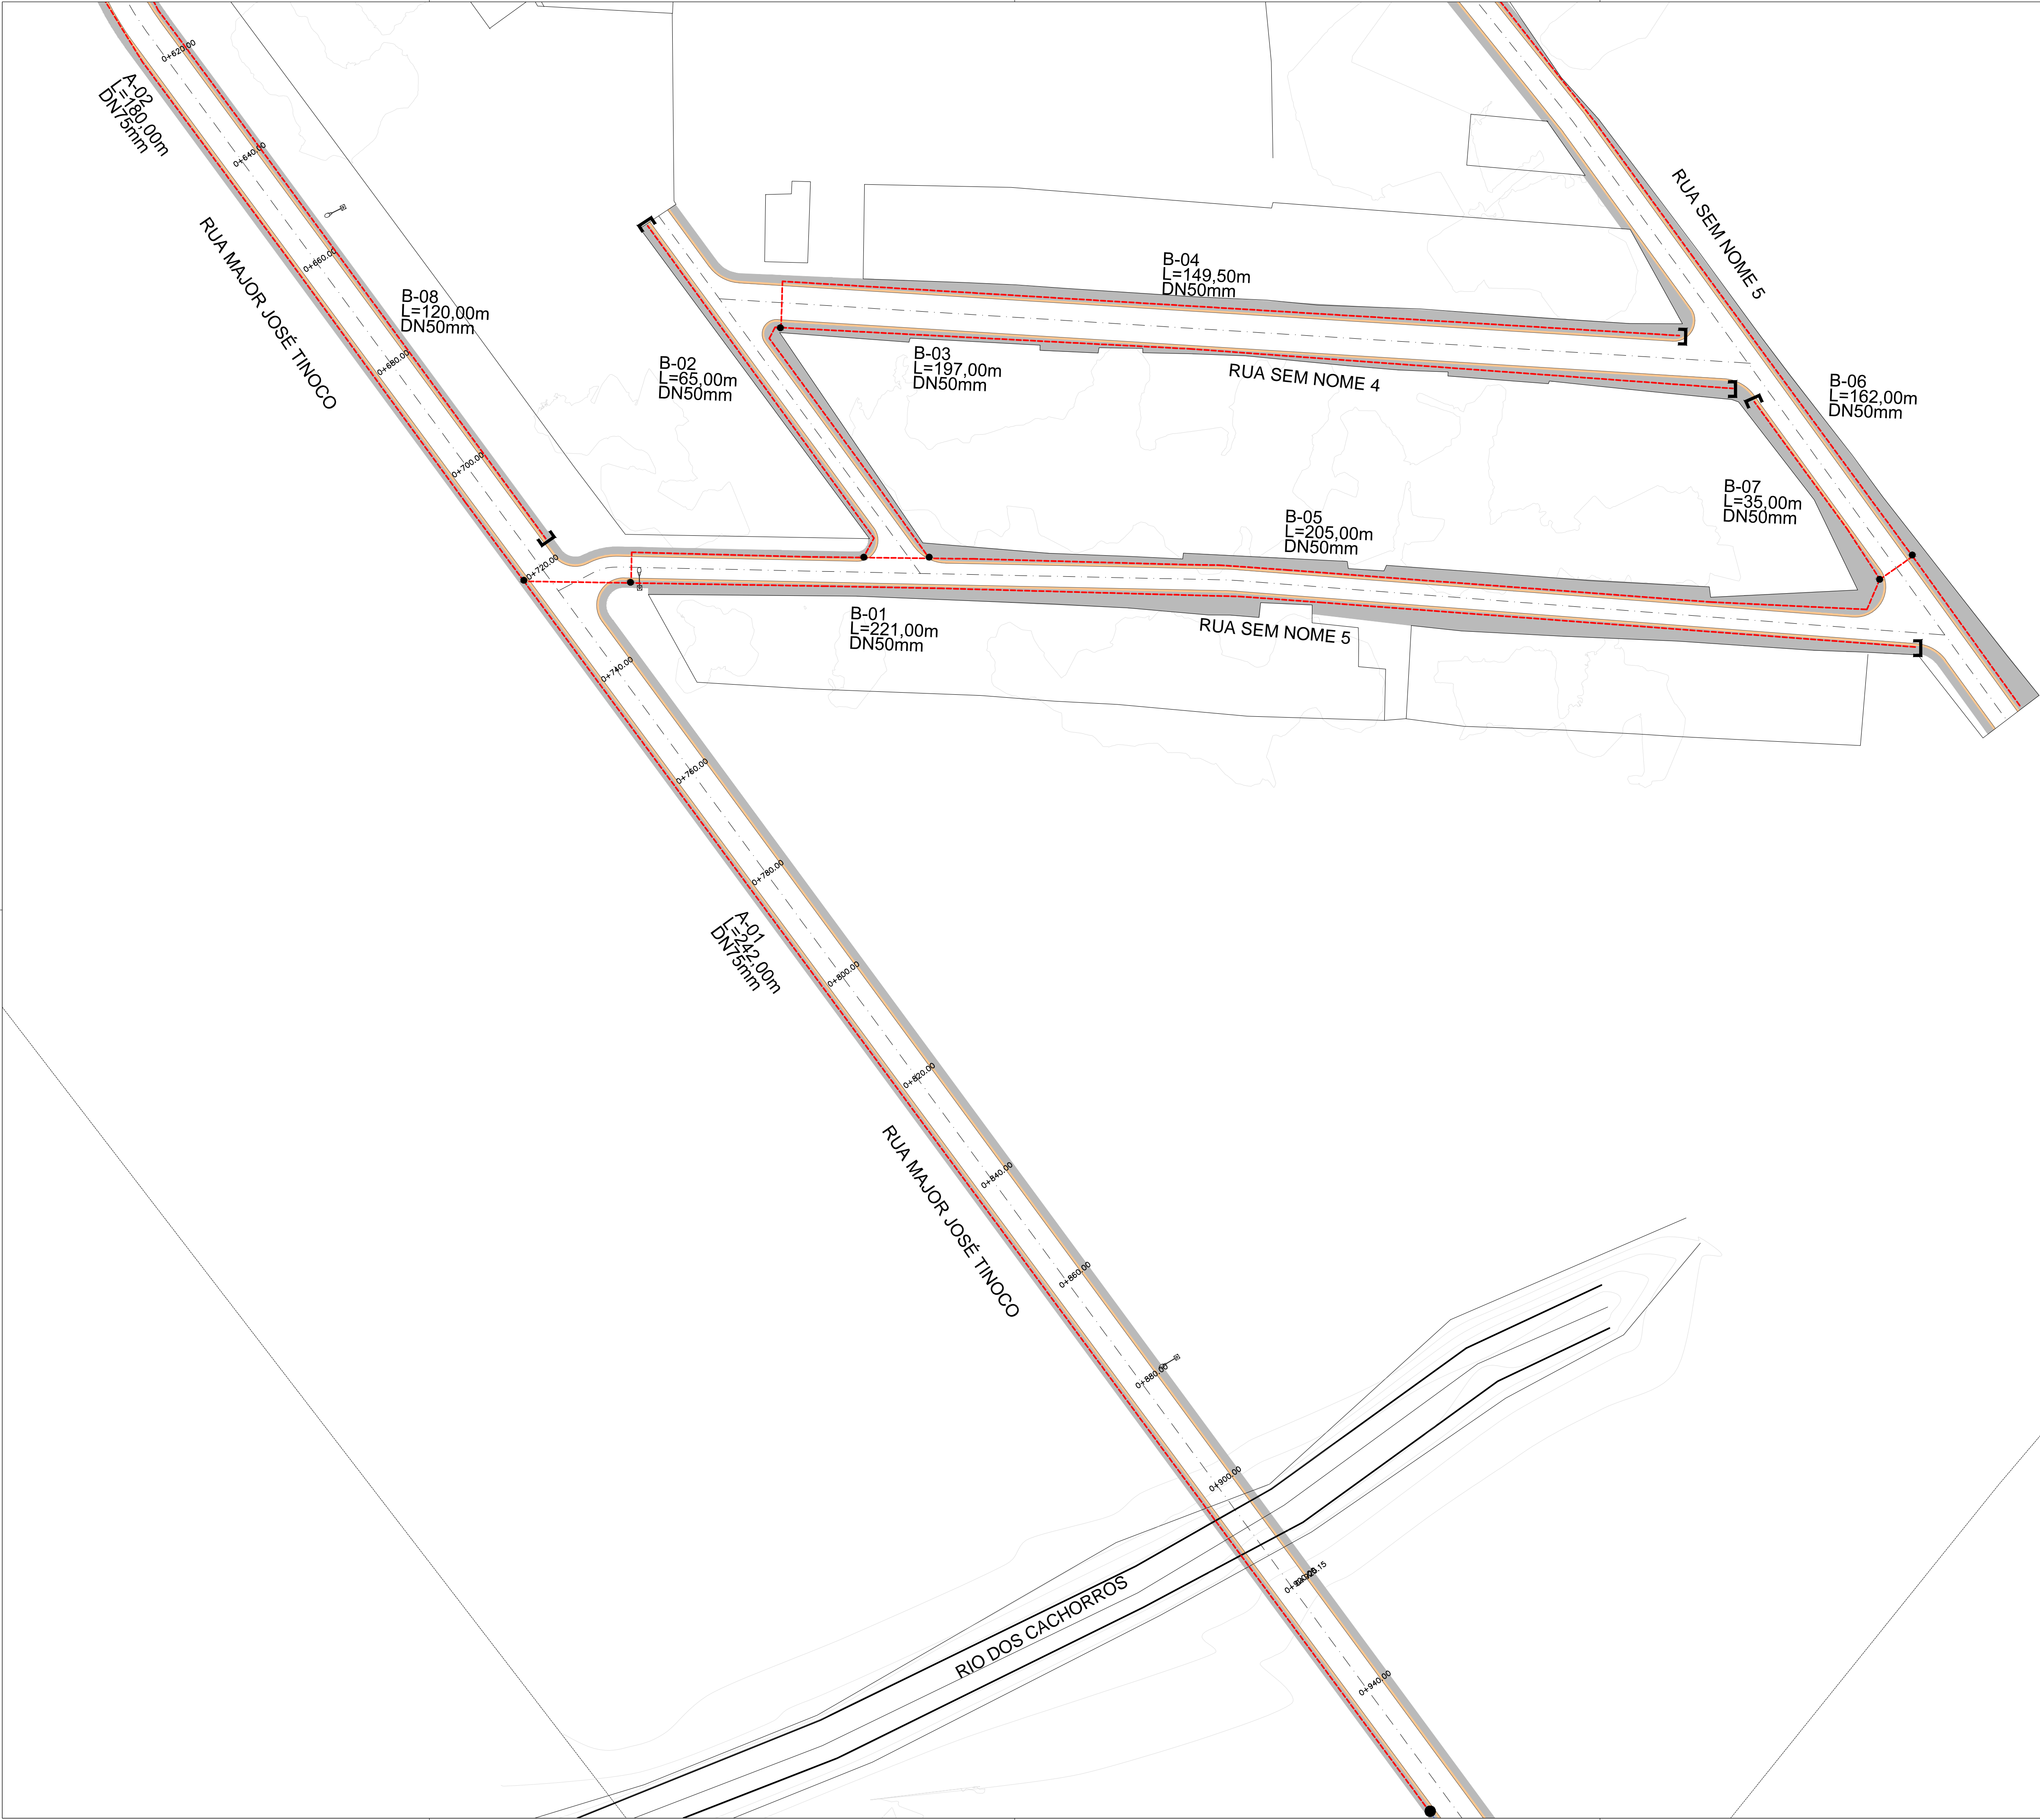 0+620.00
A-02
L=180,00m
DN75mm
0+640.00
RUA MAJOR JOSÉ TINOCO
0+660.00
B-08
L=120,00m
DN50mm
0+680.00
0+700.00
0+720.00
B-02
L=65,00m
DN50mm
B-04
L=149,50m
DN50mm
B-03
L=197,00m
DN50mm
RUA SEM NOME 4
RUA SEM NOME 5
B-06
L=162,00m
DN50mm
B-07
L=35,00m
DN50mm
B-05
L=205,00m
DN50mm
B-01
L=221,00m
DN50mm
RUA SEM NOME 5
0+740.00
0+760.00
0+780.00
A-01
L=242,00m
DN75mm
0+800.00
0+820.00
RUA MAJOR JOSÉ TINOCO
0+840.00
0+860.00
0+880.00
0+900.00
RIO DOS CACHORROS
0+940.00